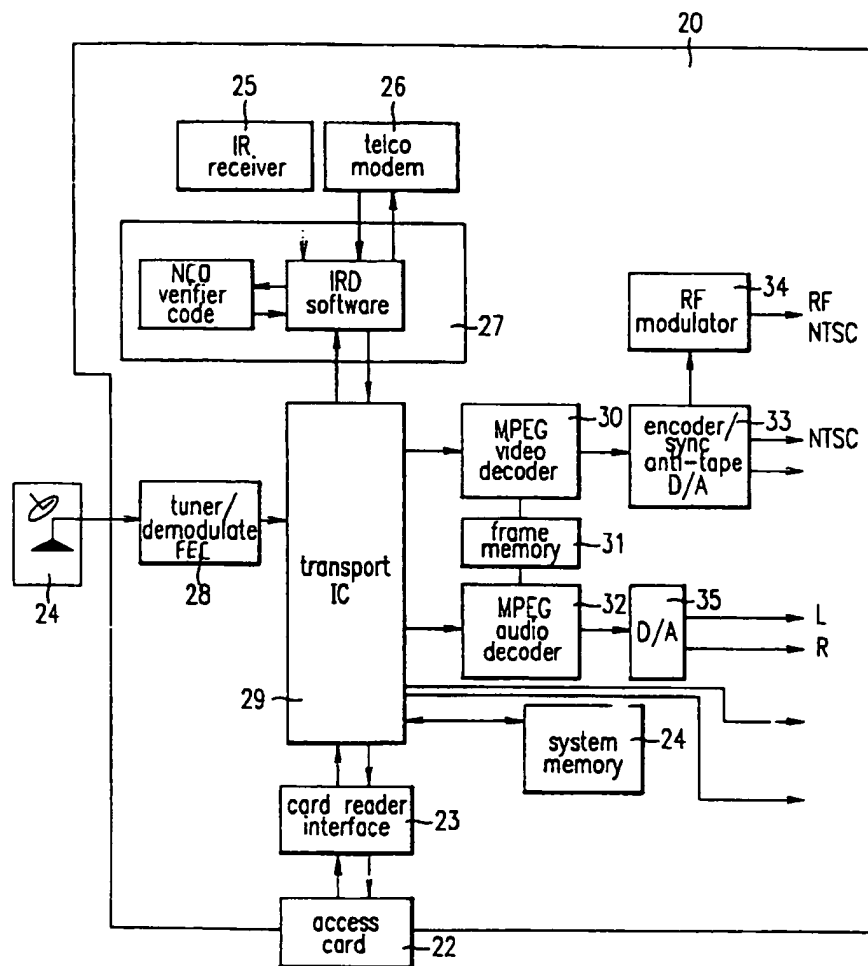 20
25
26
IR
receiver
telco
modem
NCO
verifier
code
IRD
software
27
RF
modulator
34
RF
NTSC
MPEG
video
decoder
30
encoder/
sync
anti-tape
D/A
33
NTSC
24
tuner/
demodulate
FEC
28
transport
IC
29
frame
memory
31
MPEG
audio
decoder
32
D/A
35
L
R
system
memory
24
card reader
interface
23
access
card
22